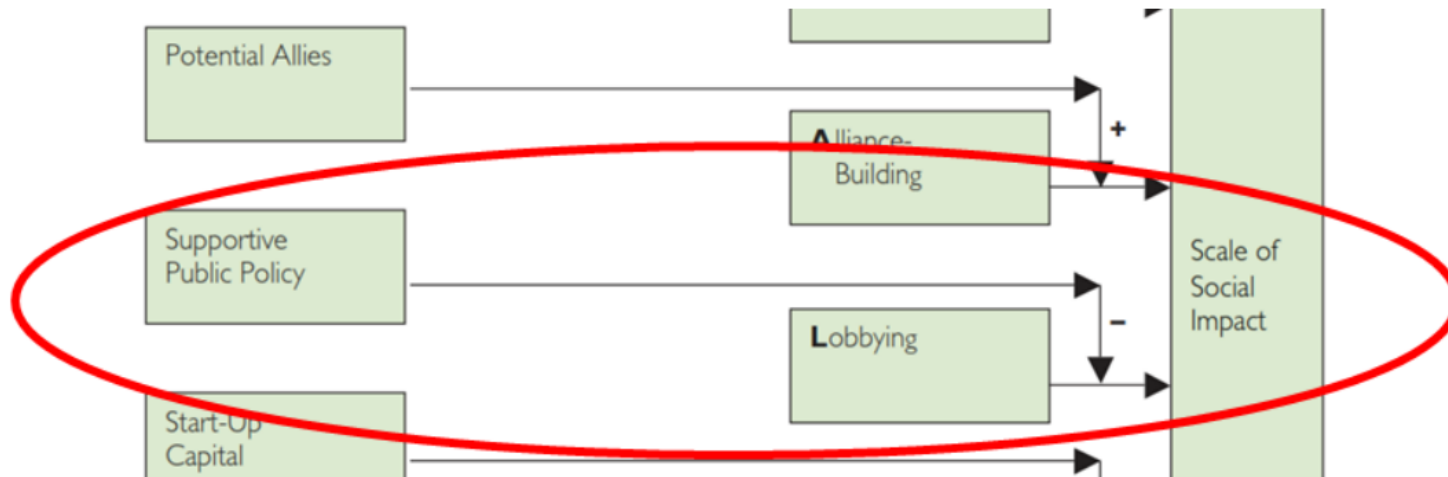 Potential Allies
+
Alliance-
Building
Supportive
Public Policy
Scale of
Social
Impact
–
Lobbying
Start-Up
Capital